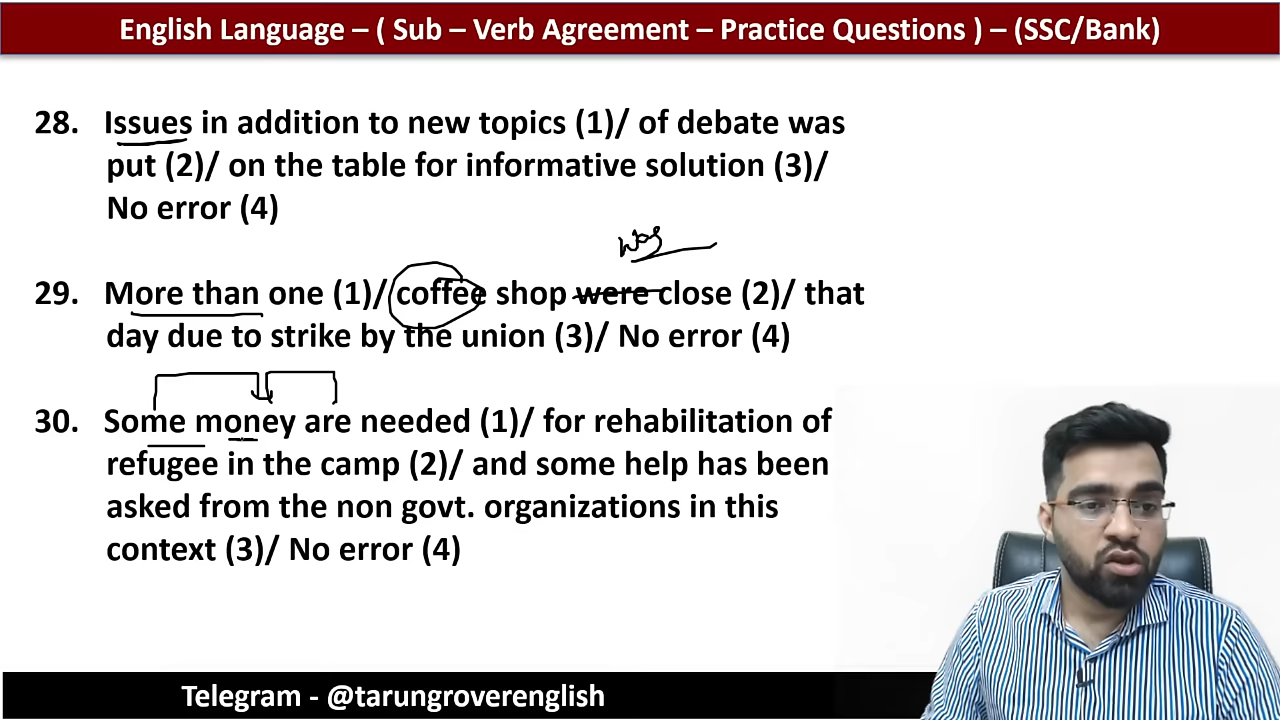 English Language – ( Sub – Verb Agreement – Practice Questions ) – (SSC/Bank)
28. Issues in addition to new topics (1)/ of debate was
put (2)/ on the table for informative solution (3)/
No error (4)
was
29. More than one (1)/ coffee shop were close (2)/ that
day due to strike by the union (3)/ No error (4)
30. Some money are needed (1)/ for rehabilitation of
refugee in the camp (2)/ and some help has been
asked from the non govt. organizations in this
context (3)/ No error (4)
Telegram - @tarungroverenglish